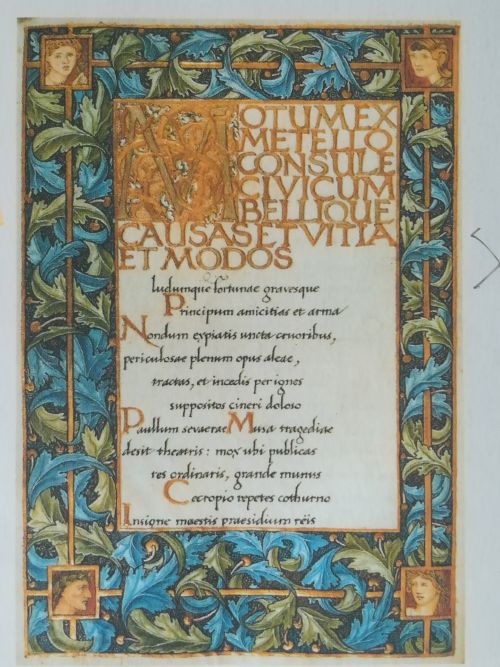 MOTUM EX
METELLO
CONSULE
CIVICUM
BELLIQUE
CAUSAS ET VITIA
ET MODOS
ludumque fortunae gravesque
Principum amicitias et arma
Nondum expiatis uncta cruoribus,
periculosae plenum opus aleae,
tractas, et incedis per ignes
suppositos cineri doloso
Paullum severae Musa tragediae
desit theatris: mox ubi publicas
res ordinaris, grande munus
Cecropio repetes cothurno
Insigne maestis praesidium reis